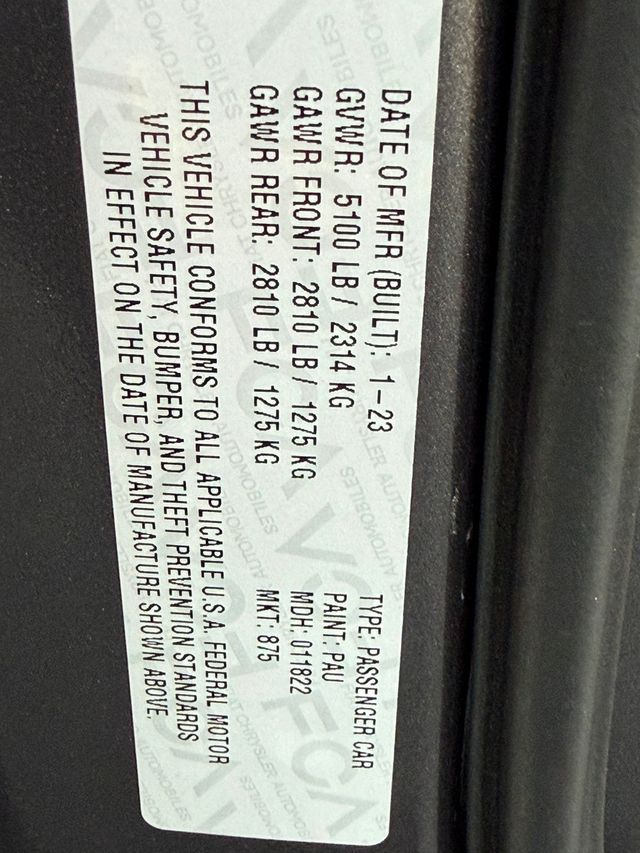 DATE OF MFR (BUILT): 1-23 TYPE: PASSENGER CAR
GVWR: 5100 LB / 2314 KG PAINT: PAU
GAWR FRONT: 2810 LB / 1275 KG MDH: 011822
GAWR REAR: 2810 LB / 1275 KG MKT: 875
THIS VEHICLE CONFORMS TO ALL APPLICABLE U.S.A. FEDERAL MOTOR
VEHICLE SAFETY, BUMPER, AND THEFT PREVENTION STANDARDS
IN EFFECT ON THE DATE OF MANUFACTURE SHOWN ABOVE.